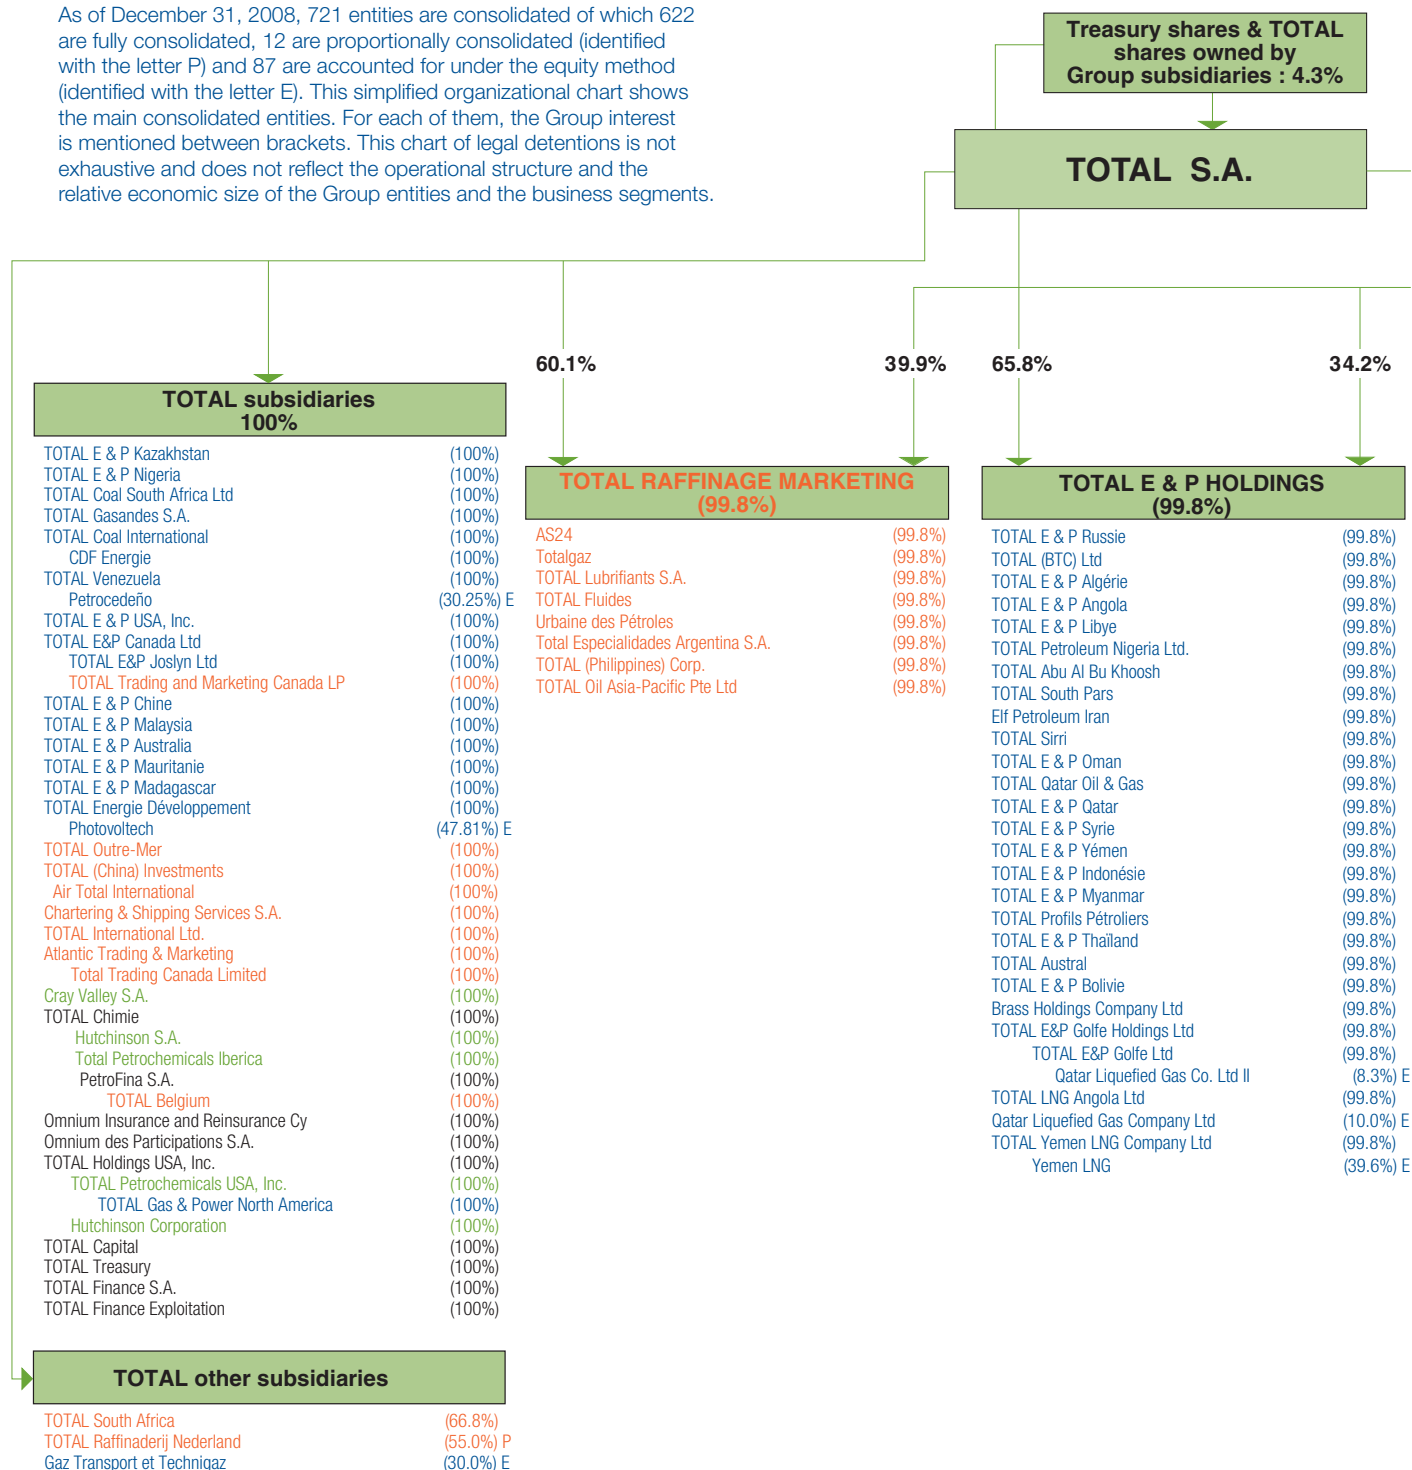 As of December 31, 2008, 721 entities are consolidated of which 622
are fully consolidated, 12 are proportionally consolidated (identified
with the letter P) and 87 are accounted for under the equity method
(identified with the letter E). This simplified organizational chart shows
the main consolidated entities. For each of them, the Group interest
is mentioned between brackets. This chart of legal detentions is not
exhaustive and does not reflect the operational structure and the
relative economic size of the Group entities and the business segments.
Treasury shares & TOTAL
shares owned by
Group subsidiaries : 4.3%
TOTAL S.A.
60.1%
39.9%
65.8%
34.2%
TOTAL subsidiaries
100%
TOTAL E & P Kazakhstan (100%)
TOTAL E & P Nigeria (100%)
TOTAL Coal South Africa Ltd (100%)
TOTAL Gasandes S.A. (100%)
TOTAL Coal International (100%)
CDF Energie (100%)
TOTAL Venezuela (100%)
Petrocedeño (30.25%) E
TOTAL E & P USA, Inc. (100%)
TOTAL E&P Canada Ltd (100%)
TOTAL E&P Joslyn Ltd (100%)
TOTAL Trading and Marketing Canada LP (100%)
TOTAL E & P Chine (100%)
TOTAL E & P Malaysia (100%)
TOTAL E & P Australia (100%)
TOTAL E & P Mauritanie (100%)
TOTAL E & P Madagascar (100%)
TOTAL Energie Développement (100%)
Photovoltech (47.81%) E
TOTAL Outre-Mer (100%)
TOTAL (China) Investments (100%)
Air Total International (100%)
Chartering & Shipping Services S.A. (100%)
TOTAL International Ltd. (100%)
Atlantic Trading & Marketing (100%)
Total Trading Canada Limited (100%)
Cray Valley S.A. (100%)
TOTAL Chimie (100%)
Hutchinson S.A. (100%)
Total Petrochemicals Iberica (100%)
PetroFina S.A. (100%)
TOTAL Belgium (100%)
Omnium Insurance and Reinsurance Cy (100%)
Omnium des Participations S.A. (100%)
TOTAL Holdings USA, Inc. (100%)
TOTAL Petrochemicals USA, Inc. (100%)
TOTAL Gas & Power North America (100%)
Hutchinson Corporation (100%)
TOTAL Capital (100%)
TOTAL Treasury (100%)
TOTAL Finance S.A. (100%)
TOTAL Finance Exploitation (100%)
TOTAL other subsidiaries
TOTAL South Africa (66.8%)
TOTAL Raffinaderij Nederland (55.0%) P
Gaz Transport et Technigaz (30.0%) E
TOTAL RAFFINAGE MARKETING
(99.8%)
AS24 (99.8%)
Totalgaz (99.8%)
TOTAL Lubrifiants S.A. (99.8%)
TOTAL Fluides (99.8%)
Urbaine des Pétroles (99.8%)
Total Especialidades Argentina S.A. (99.8%)
TOTAL (Philippines) Corp. (99.8%)
TOTAL Oil Asia-Pacific Pte Ltd (99.8%)
TOTAL E & P HOLDINGS
(99.8%)
TOTAL E & P Russie (99.8%)
TOTAL (BTC) Ltd (99.8%)
TOTAL E & P Algérie (99.8%)
TOTAL E & P Angola (99.8%)
TOTAL E & P Libye (99.8%)
TOTAL Petroleum Nigeria Ltd. (99.8%)
TOTAL Abu Al Bu Khoosh (99.8%)
TOTAL South Pars (99.8%)
Elf Petroleum Iran (99.8%)
TOTAL Sirri (99.8%)
TOTAL E & P Oman (99.8%)
TOTAL Qatar Oil & Gas (99.8%)
TOTAL E & P Qatar (99.8%)
TOTAL E & P Syrie (99.8%)
TOTAL E & P Yémen (99.8%)
TOTAL E & P Indonésie (99.8%)
TOTAL E & P Myanmar (99.8%)
TOTAL Profils Pétroliers (99.8%)
TOTAL E & P Thaïland (99.8%)
TOTAL Austral (99.8%)
TOTAL E & P Bolivie (99.8%)
Brass Holdings Company Ltd (99.8%)
TOTAL E&P Golfe Holdings Ltd (99.8%)
TOTAL E&P Golfe Ltd (99.8%)
Qatar Liquefied Gas Co. Ltd II (8.3%) E
TOTAL LNG Angola Ltd (99.8%)
Qatar Liquefied Gas Company Ltd (10.0%) E
TOTAL Yemen LNG Company Ltd (99.8%)
Yemen LNG (39.6%) E